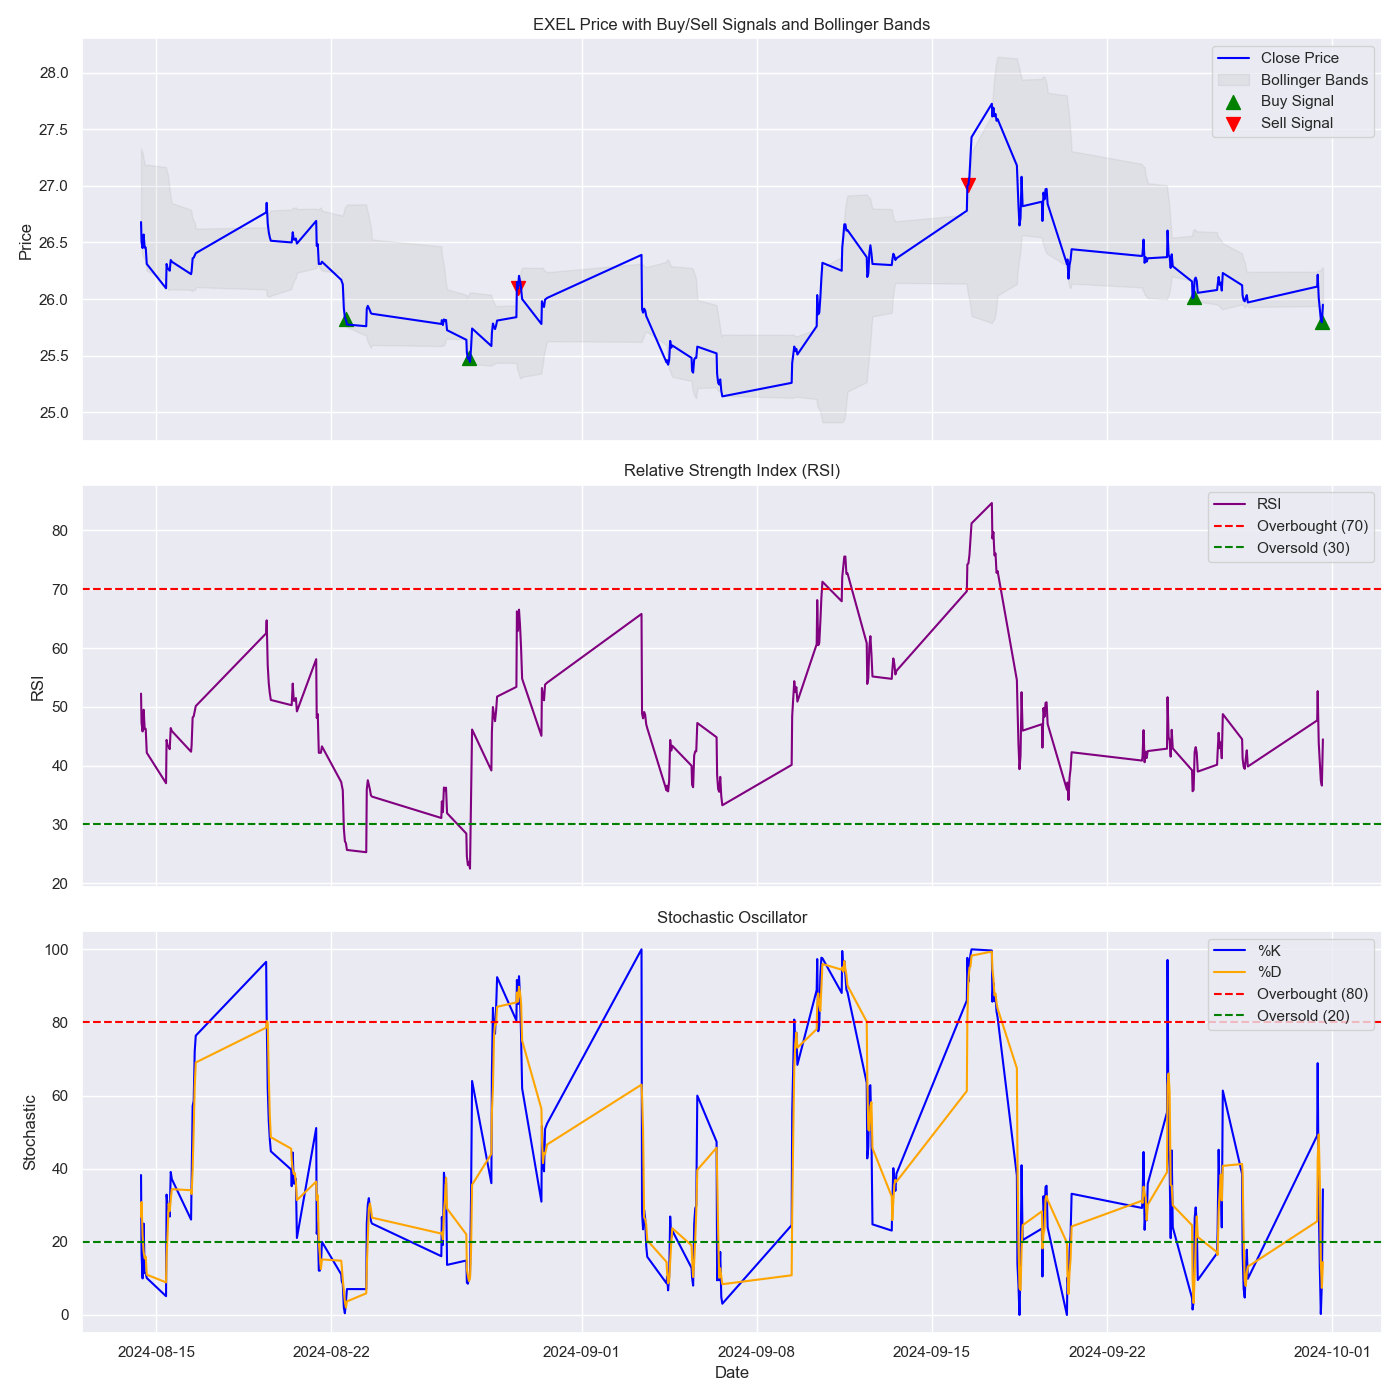 EXEL Price with Buy/Sell Signals and Bollinger Bands
Close Price
Bollinger Bands
Buy Signal
Sell Signal
28.0
27.5
27.0
26.5
26.0
25.5
25.0
Price
Relative Strength Index (RSI)
RSI
Overbought (70)
Oversold (30)
80
70
60
50
40
30
20
RSI
Stochastic Oscillator
%K
%D
Overbought (80)
Oversold (20)
100
80
60
40
20
0
Stochastic
2024-08-15 2024-08-22 2024-09-01 2024-09-08 2024-09-15 2024-09-22 2024-10-01
Date